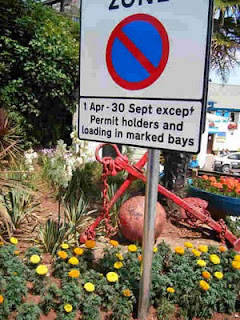 ZONE
1 Apr - 30 Sept except
Permit holders and
loading in marked bays